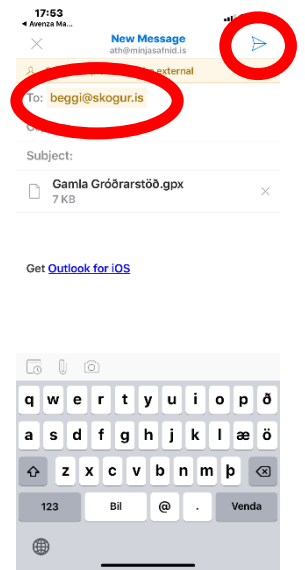 17:53
Avenza Ma...
New Message
ath@minjasafnid.is
external
To: beggi@skogur.is
Subject:
Gamla Gróðrarstöð.gpx
7 KB
Get Outlook for iOS
q w e r t y u i o p ð
a s d f g h j k l æ ö
z x c v b n m þ
123 Bil @ . Venda